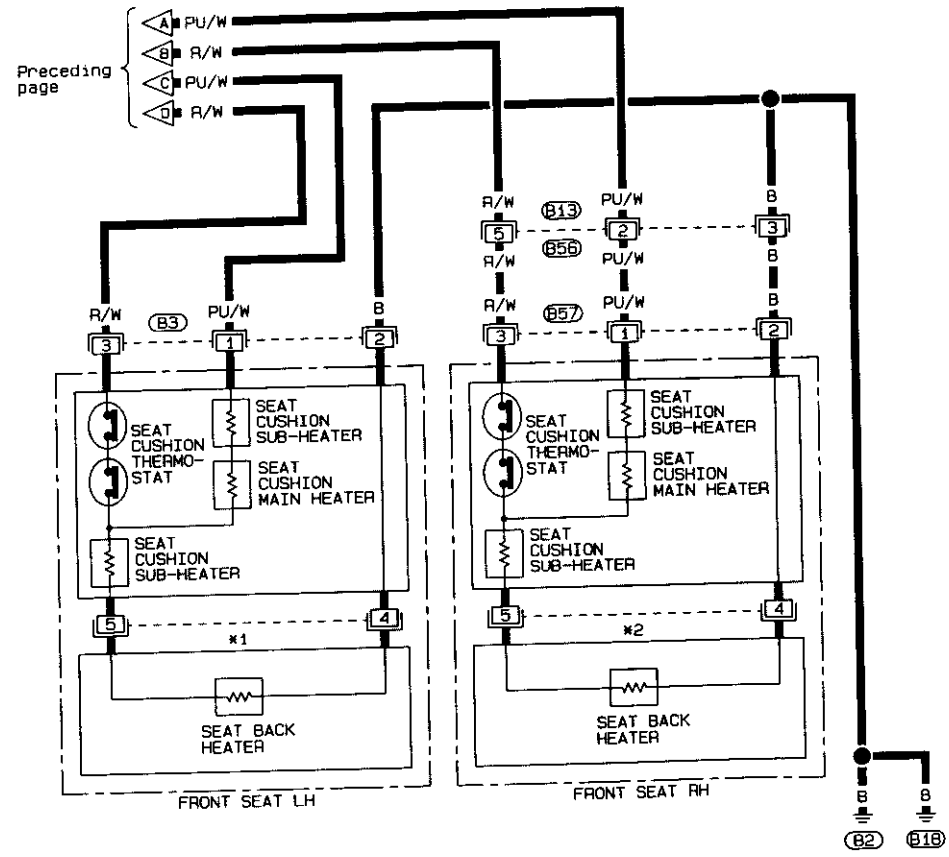 A PU/W
B R/W
Preceding
page
C PU/W
D R/W
R/W B13 PU/W B
5 2 3
R/W B56 PU/W B
R/W B3 PU/W B
3 1 2
R/W B57 PU/W B
3 1 2
SEAT
CUSHION
SUB-HEATER
SEAT
CUSHION
THERMO-
STAT
SEAT
CUSHION
MAIN HEATER
SEAT
CUSHION
SUB-HEATER
5 4
*1
SEAT BACK
HEATER
FRONT SEAT LH
SEAT
CUSHION
SUB-HEATER
SEAT
CUSHION
THERMO-
STAT
SEAT
CUSHION
MAIN HEATER
SEAT
CUSHION
SUB-HEATER
5 4
*2
SEAT BACK
HEATER
FRONT SEAT RH
B B
B2 B18